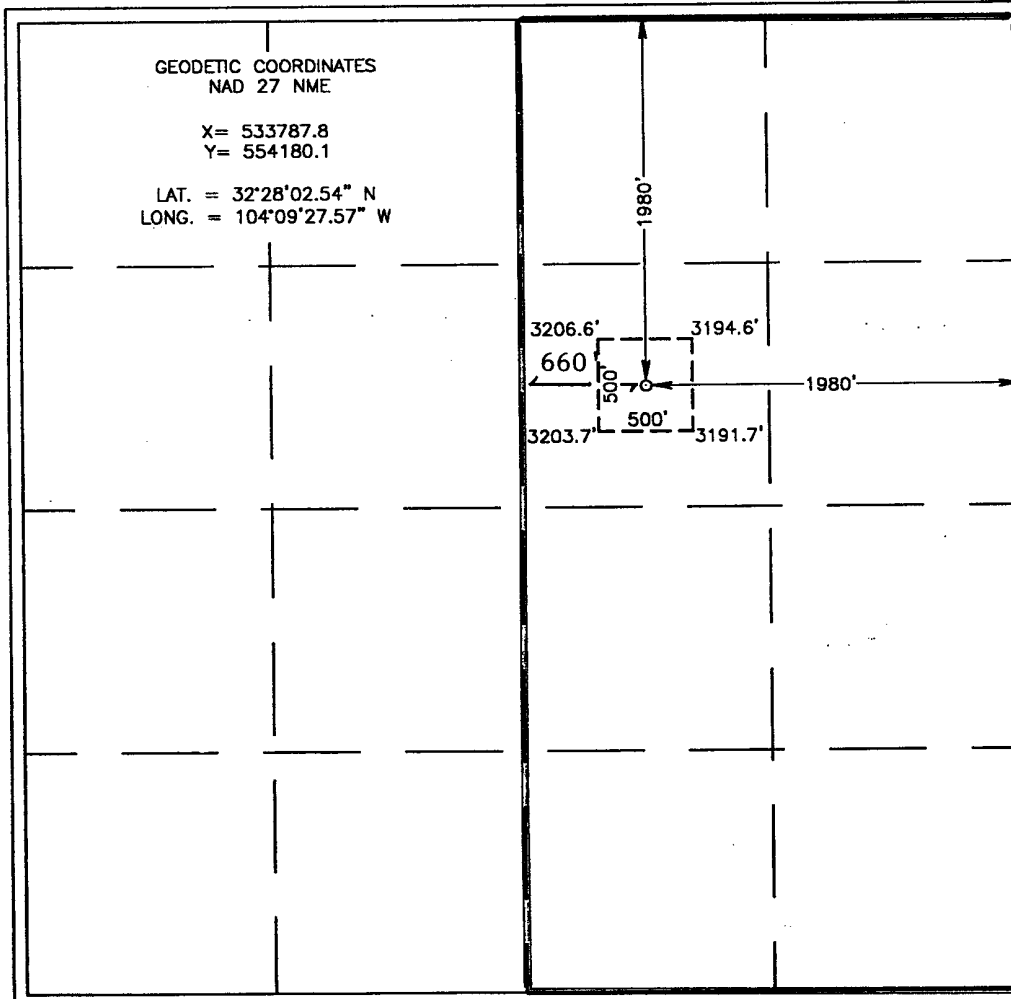 GEODETIC COORDINATES
NAD 27 NME
X= 533787.8
Y= 554180.1
LAT. = 32°28'02.54" N
LONG. = 104°09'27.57" W
1980'
3206.6'
3194.6'
660'
500'
1980'
500'
3203.7'
3191.7'